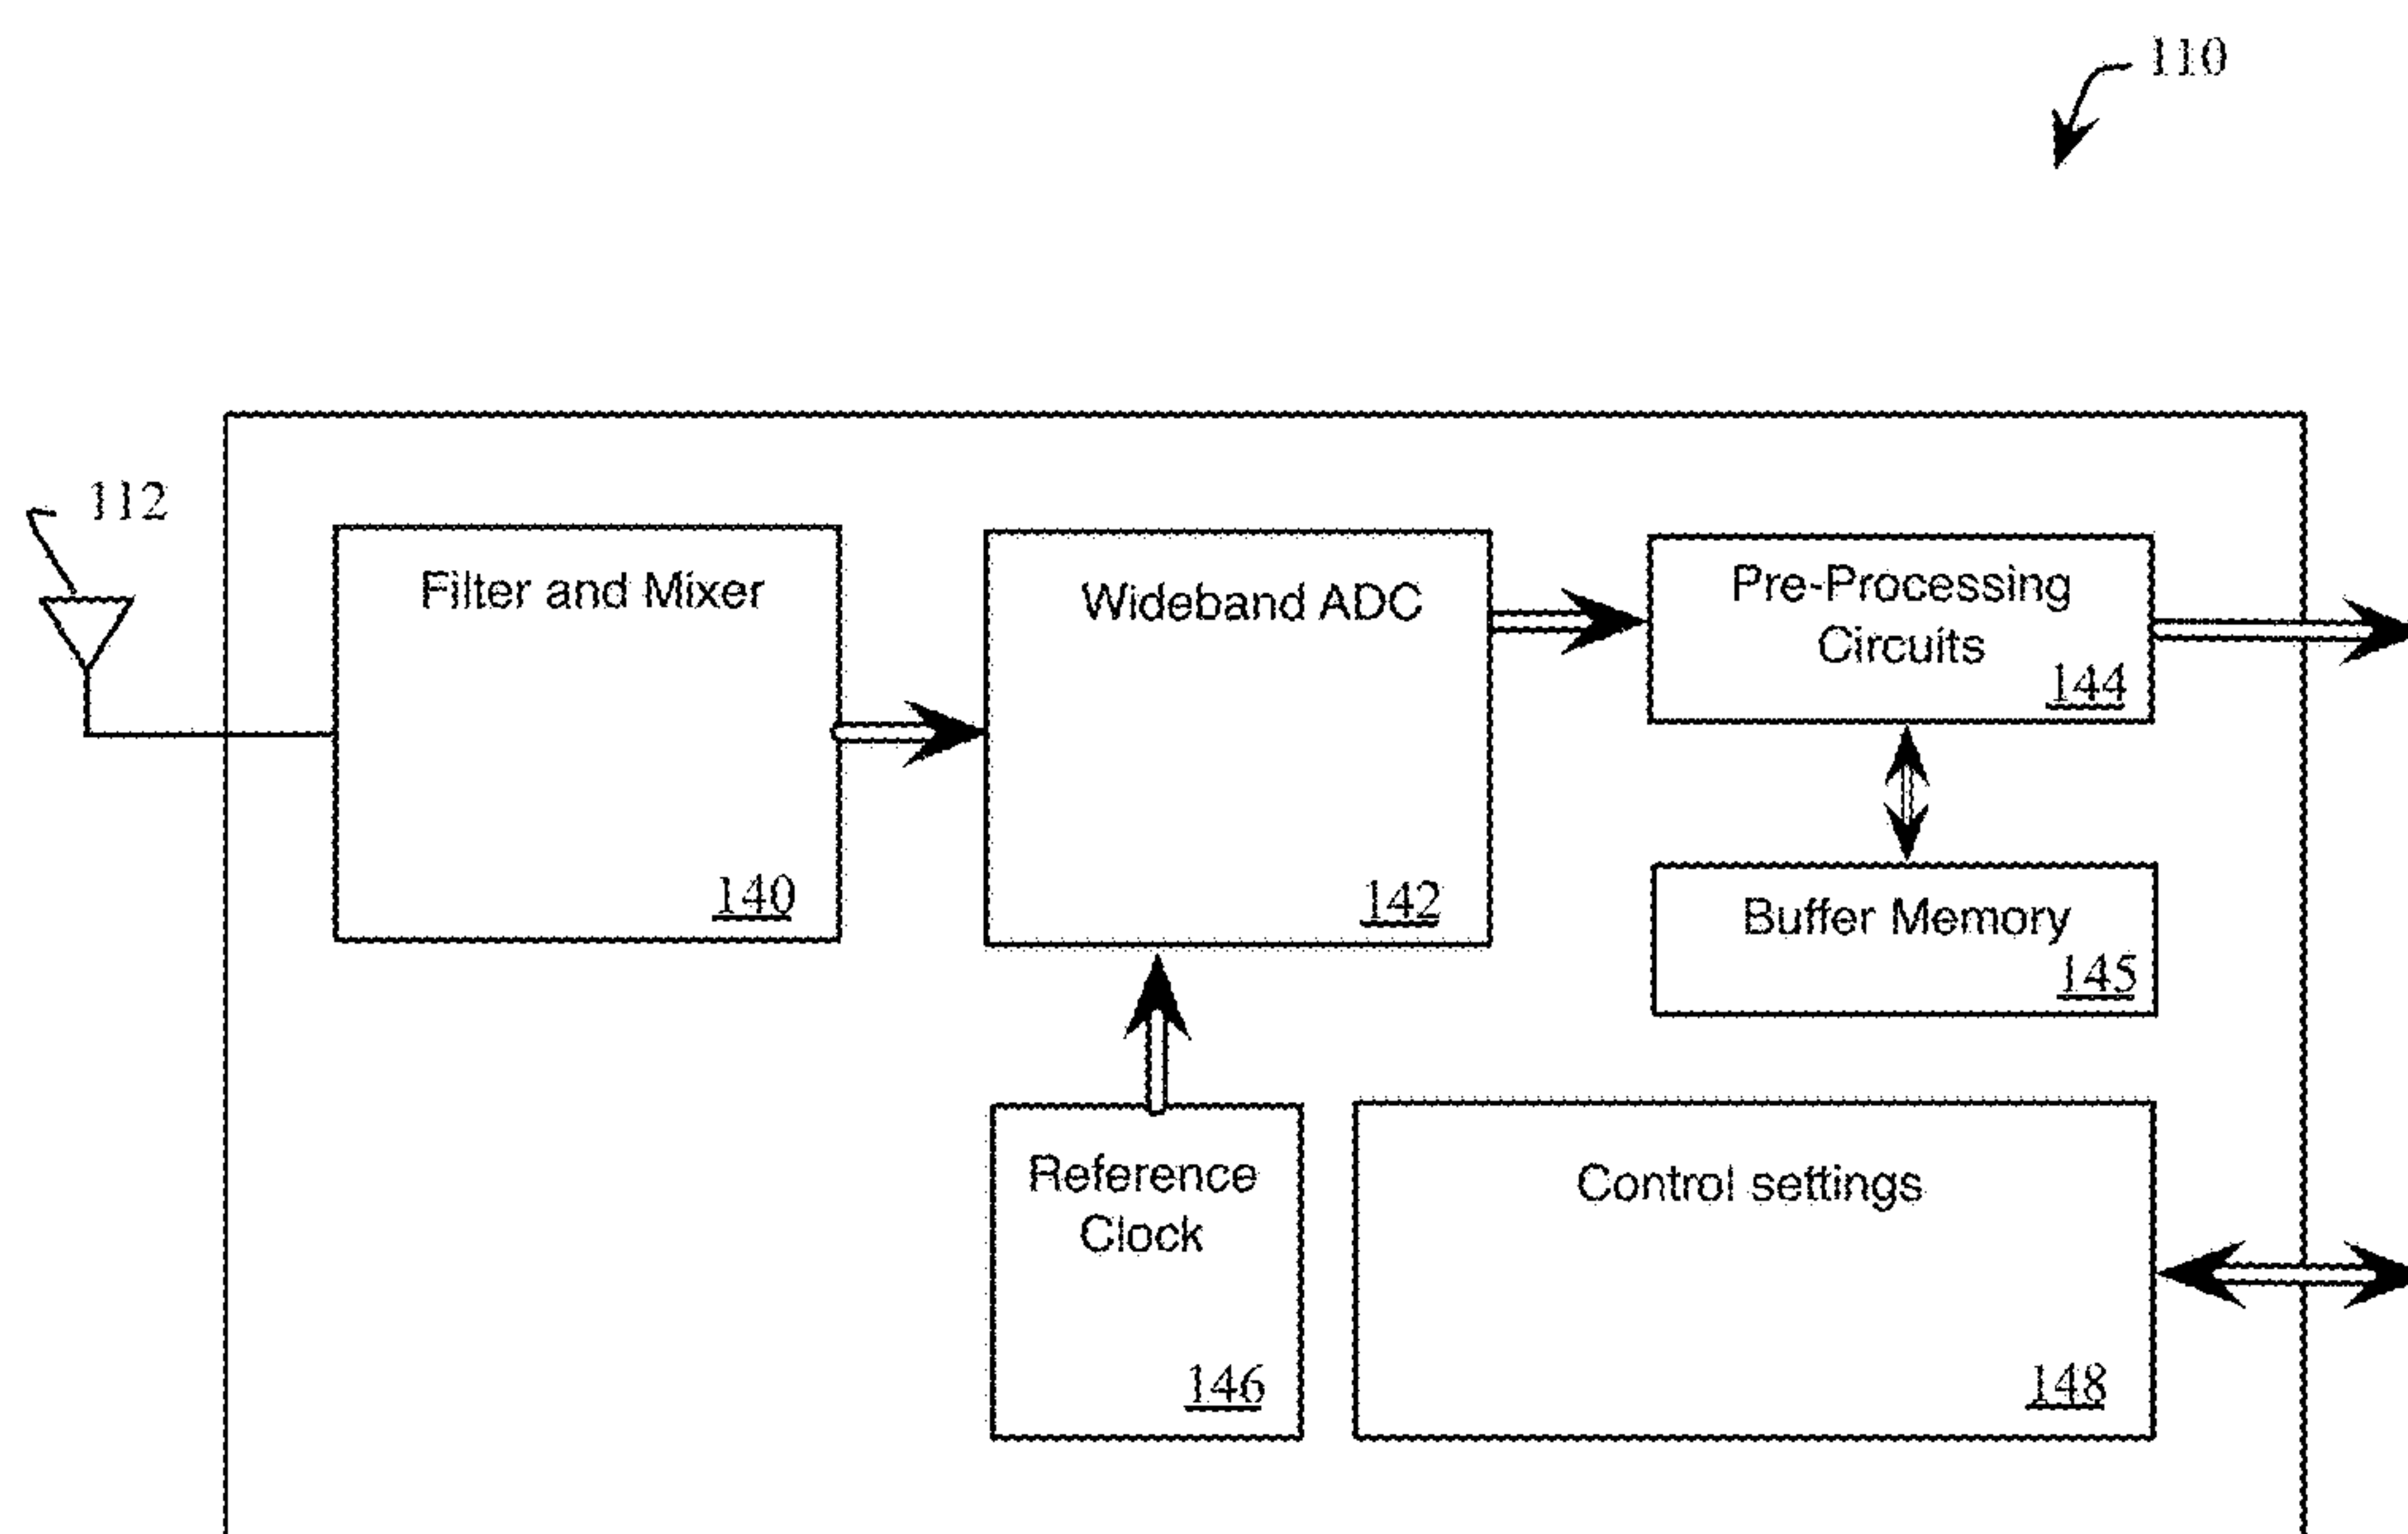 110
112
Filter and Mixer
140
Wideband ADC
142
Pre-Processing
Circuits
144
Buffer Memory
145
Reference
Clock
146
Control settings
148